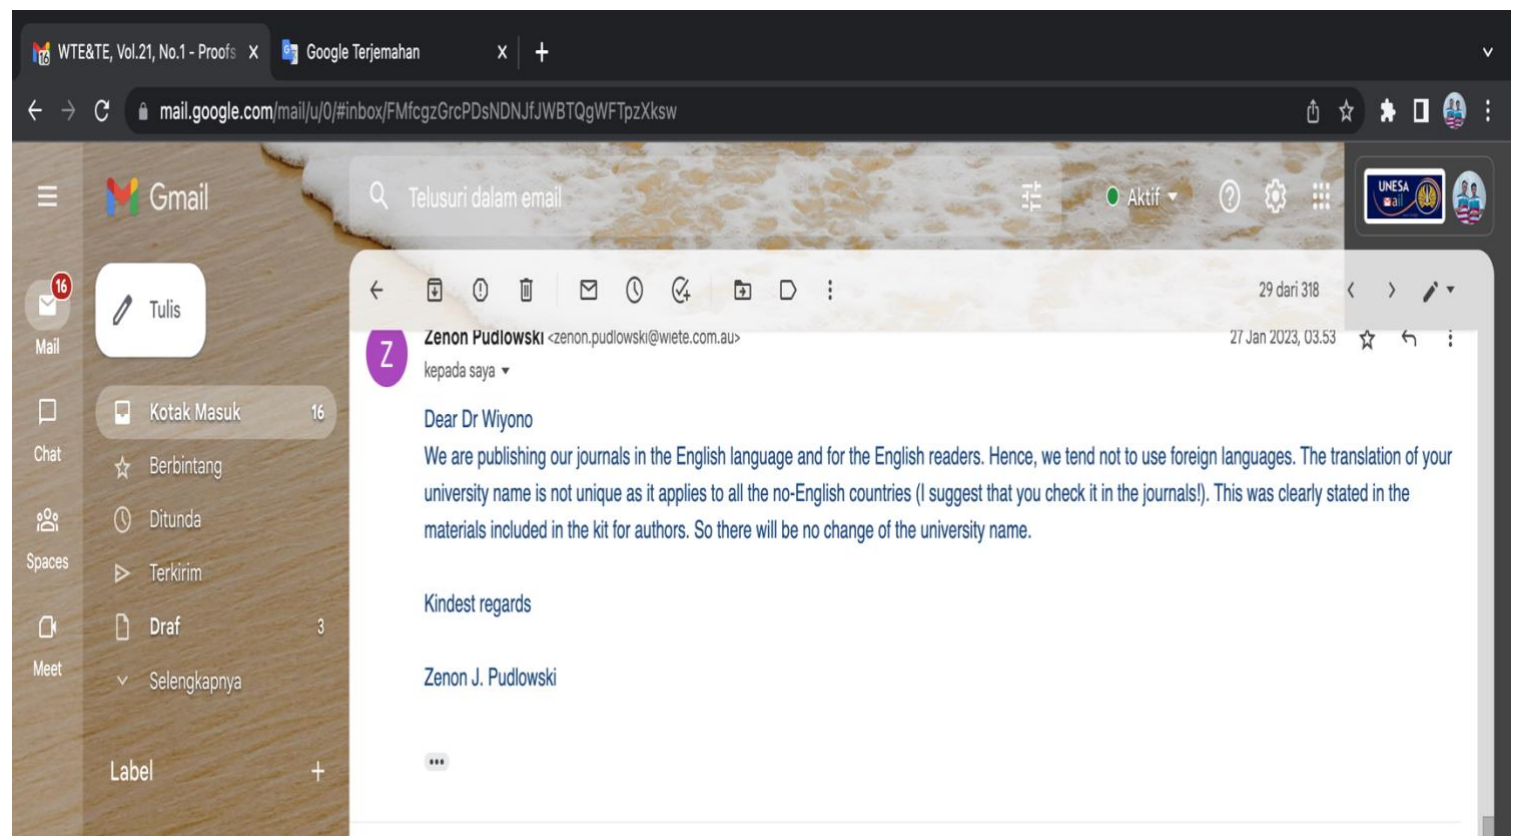 WTE&TE, Vol.21, No.1 - Proofs
Google Terjemahan
mail.google.com/mail/u/0/#inbox/FMfcgzGrcPDsNDNJfJWBTQgWFTpzXksw
Gmail
Telusuri dalam email
Aktif
UNESA
mail
16
Tulis
29 dari 318
Mail
Zenon Pudlowski <zenon.pudlowski@wiete.com.au>
27 Jan 2023, 03.53
Z
kepada saya
Kotak Masuk
16
Dear Dr Wiyono
Chat
We are publishing our journals in the English language and for the English readers. Hence, we tend not to use foreign languages. The translation of your
Berbintang
university name is not unique as it applies to all the no-English countries (I suggest that you check it in the journals!). This was clearly stated in the
Ditunda
materials included in the kit for authors. So there will be no change of the university name.
Spaces
Terkirim
Kindest regards
Draf
3
Meet
Selengkapnya
Zenon J. Pudlowski
Label